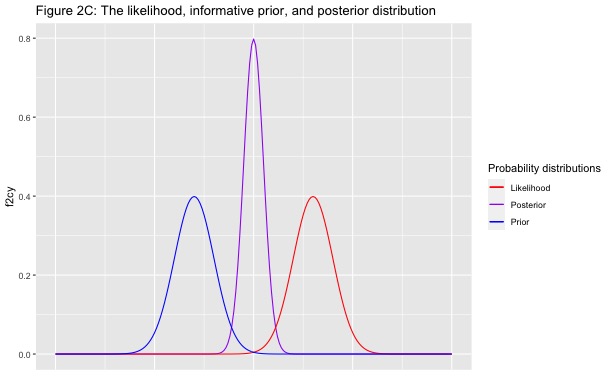 Figure 2C: The likelihood, informative prior, and posterior distribution
0.8
0.6
0.4
0.2
0.0
f2cy
Probability distributions
Likelihood
Posterior
Prior